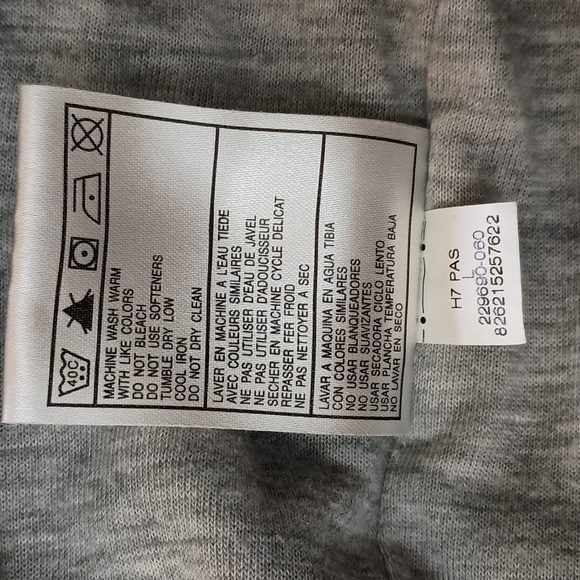 40C
MACHINE WASH WARM
WITH LIKE COLORS
DO NOT BLEACH
DO NOT USE SOFTENERS
TUMBLE DRY LOW
COOL IRON
DO NOT DRY CLEAN
LAVER EN MACHINE A L'EAU TIEDE
AVEC COULEURS SIMILAIRES
NE PAS UTILISER D'EAU DE JAVEL
NE PAS UTILISER D'ADOUCISSEUR
SECHER EN MACHINE CYCLE DELICAT
REPASSER FER FROID
NE PAS NETTOYER A SEC
LAVAR A MAQUINA EN AGUA TIBIA
CON COLORES SIMILARES
NO USAR BLANQUEADORES
NO USAR SUAVIZANTES
USAR SECADORA CICLO LENTO
USAR PLANCHA TEMPERATURA BAJA
NO LAVAR EN SECO
H7 PAS
L
229690-060
826215257622